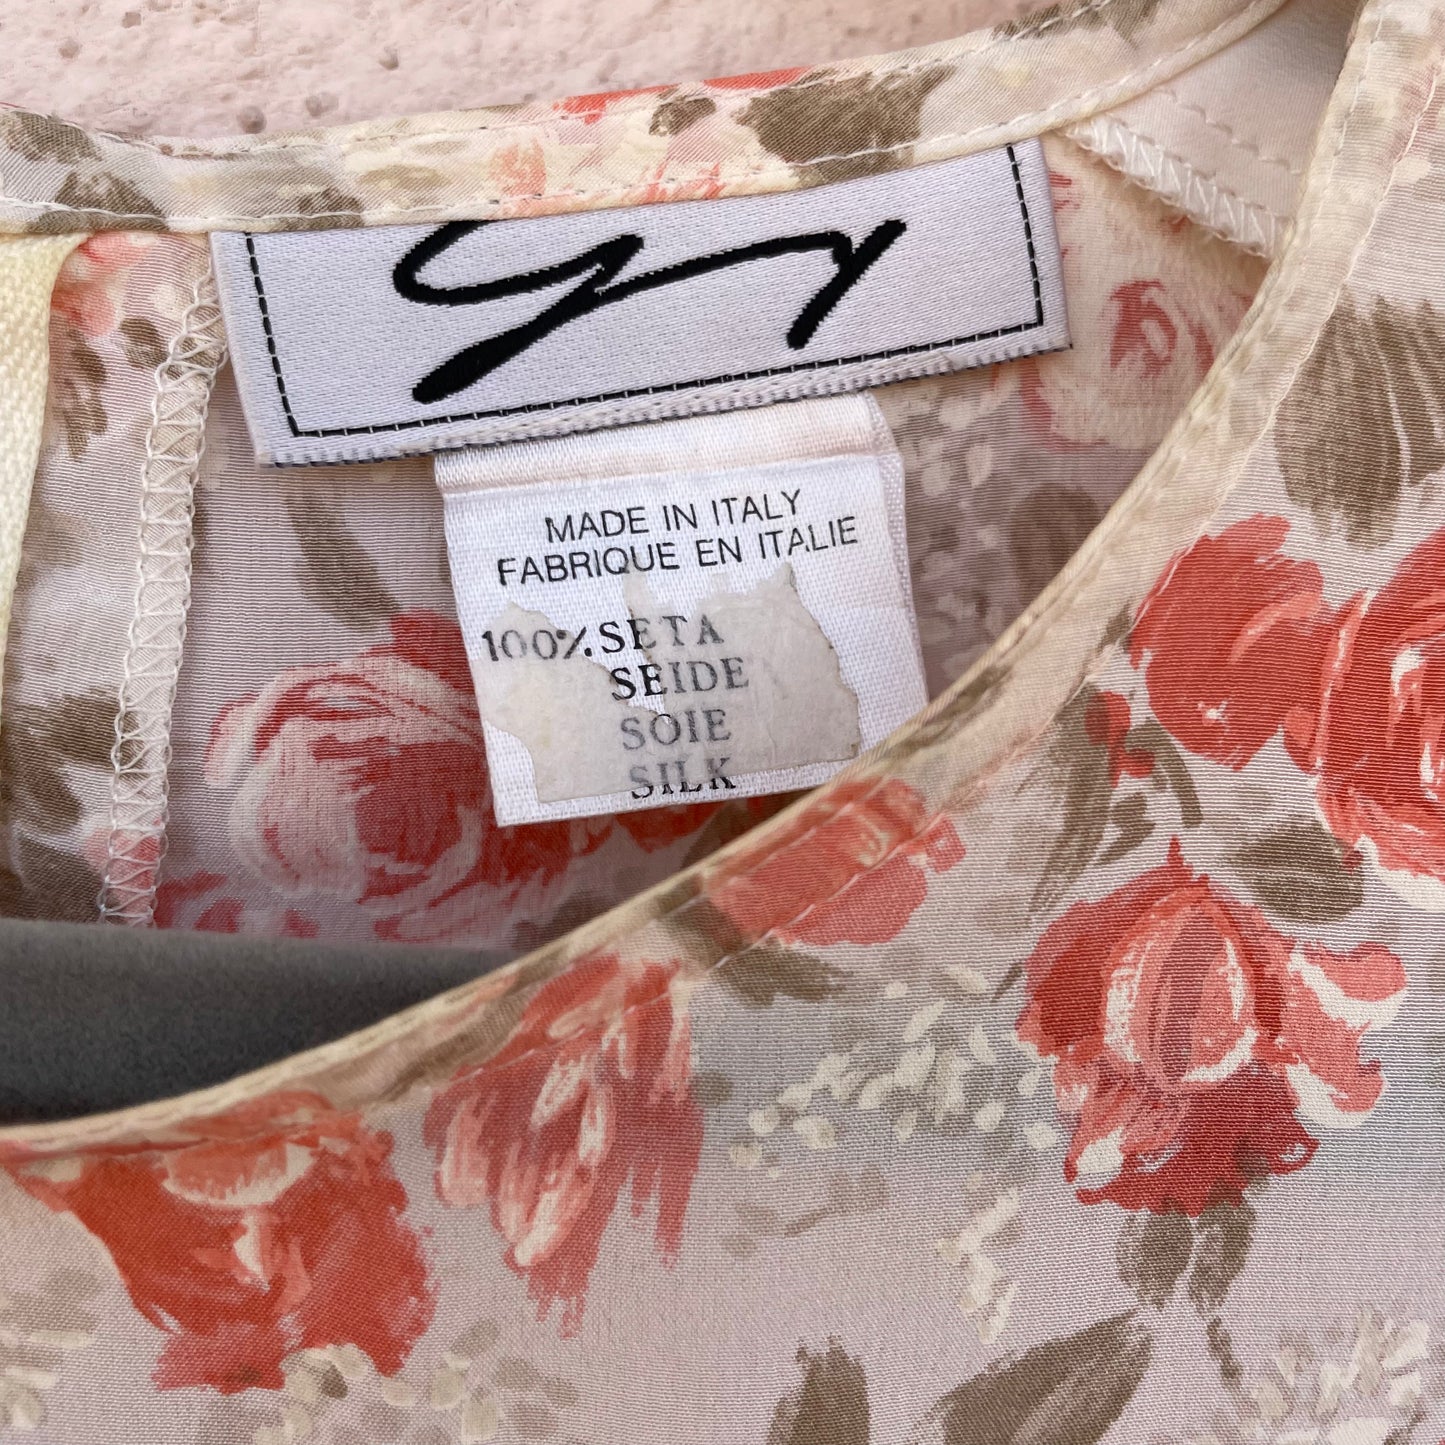 MADE IN ITALY
FABRIQUE EN ITALIE
100% SETA
SEIDE
SOIE
SILK